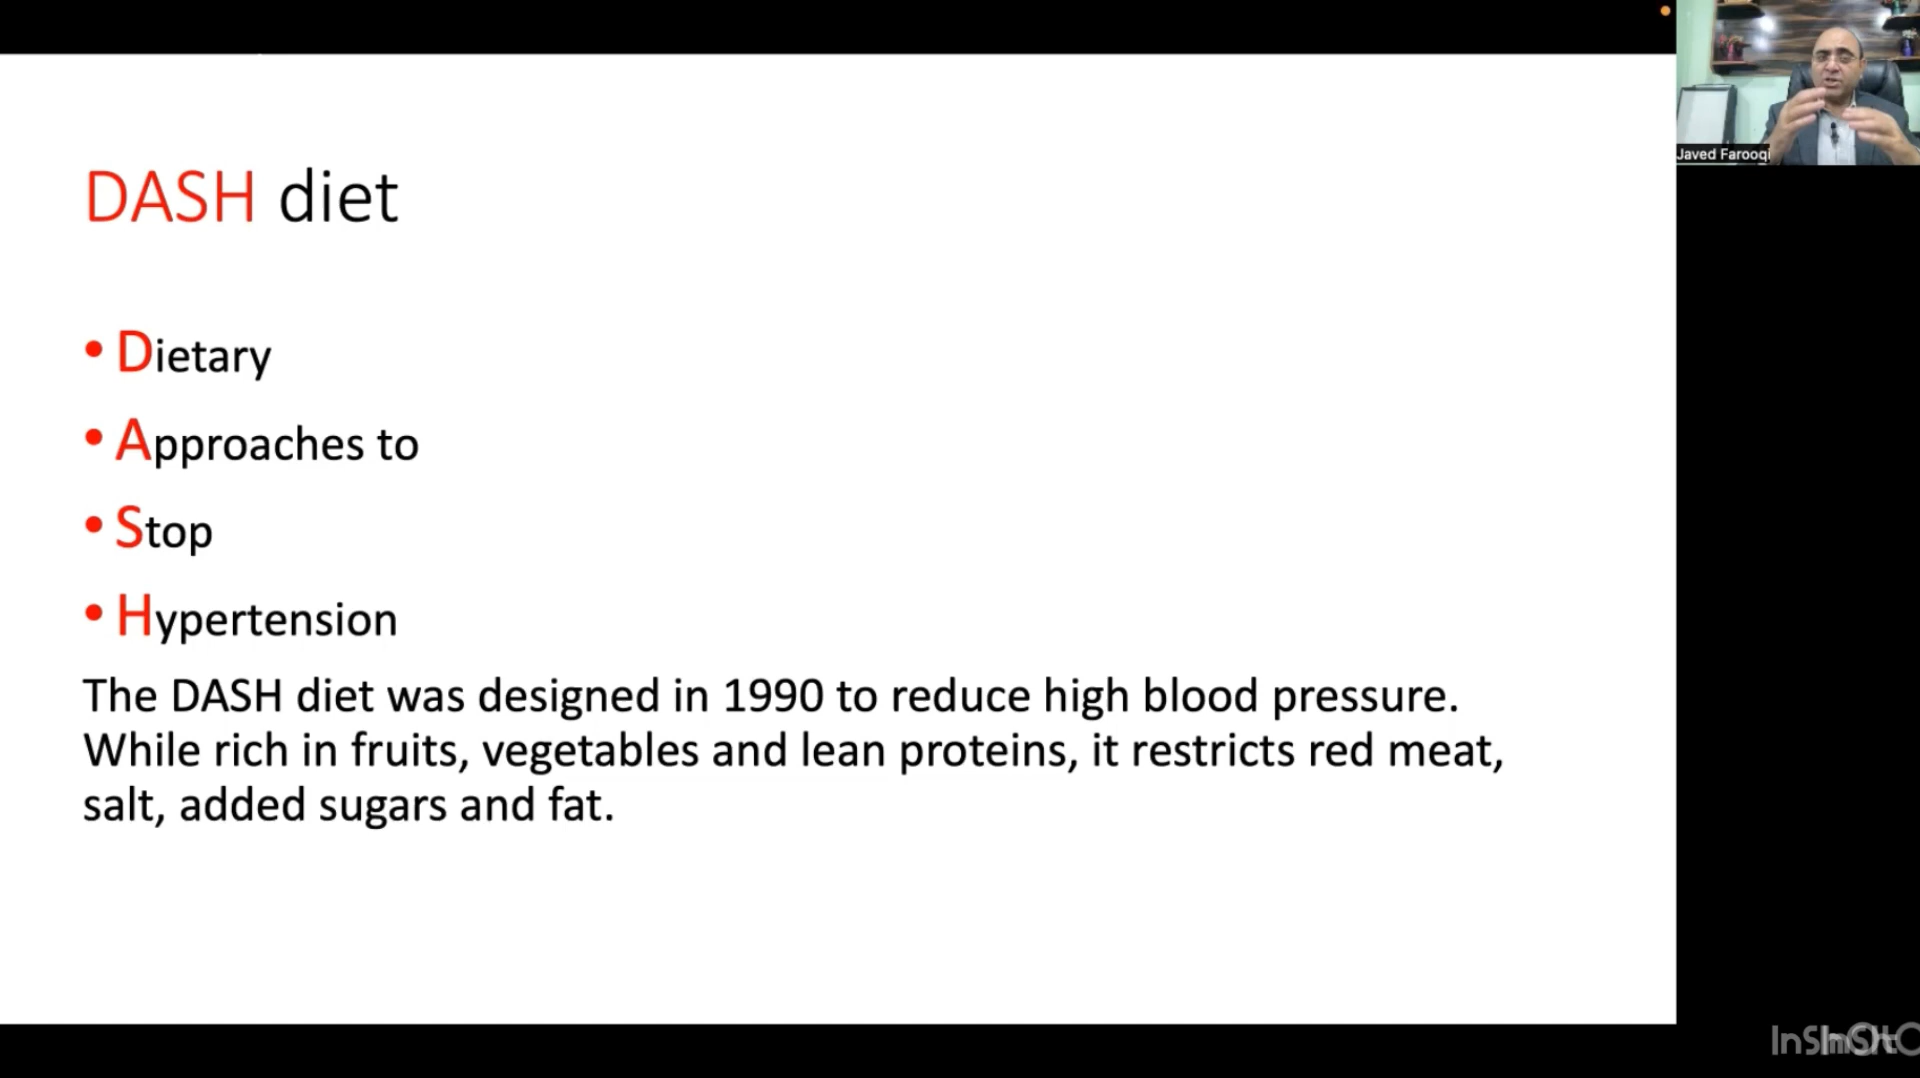 DASH diet
• Dietary
• Approaches to
• Stop
• Hypertension
The DASH diet was designed in 1990 to reduce high blood pressure.
While rich in fruits, vegetables and lean proteins, it restricts red meat,
salt, added sugars and fat.
Javed Farooqi